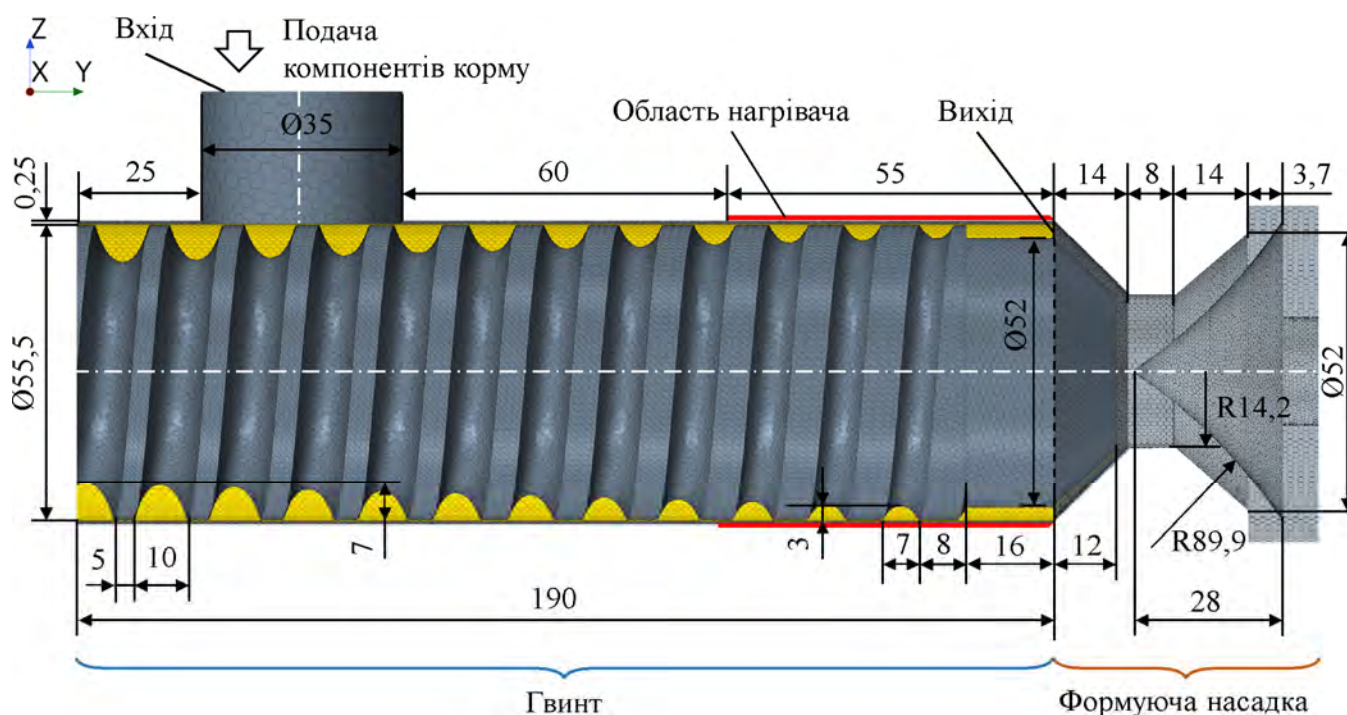 Z
X
Y
Вхід
Подача
компонентів корму
Ø35
Область нагрівача
Вихід
0,25
25
60
55
14
8
14
3,7
Ø55,5
Ø52
Ø52
R14,2
R89,9
7
3
5
10
7
8
16
12
190
28
Гвинт
Формуюча насадка